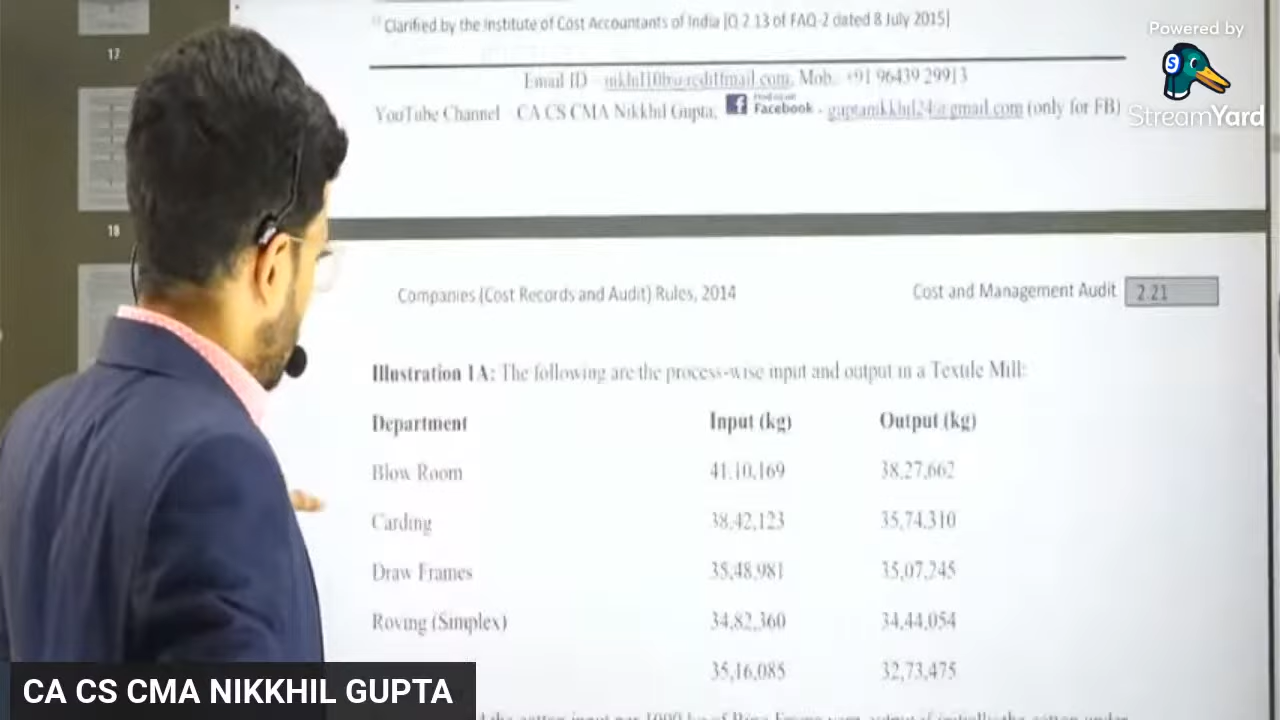 Clarified by the Institute of Cost Accountants of India [Q 2.13 of FAQ-2 dated 8 July 2015]
Powered by
StreamYard
17
Email ID - Mob. +91 96439 29913
YouTube Channel - CA CS CMA Nikkhil Gupta, Facebook - (only for FB)
18
Companies (Cost Records and Audit) Rules, 2014 Cost and Management Audit 2.21
Illustration 1A: The following are the process-wise input and output in a Textile Mill:
Department Input (kg) Output (kg)
Blow Room 41,10,169 38,27,662
Carding 38,42,123 35,74,310
Draw Frames 35,48,981 35,07,245
Roving (Simplex) 34,82,360 34,44,054
35,16,085 32,73,475
CA CS CMA NIKKHIL GUPTA